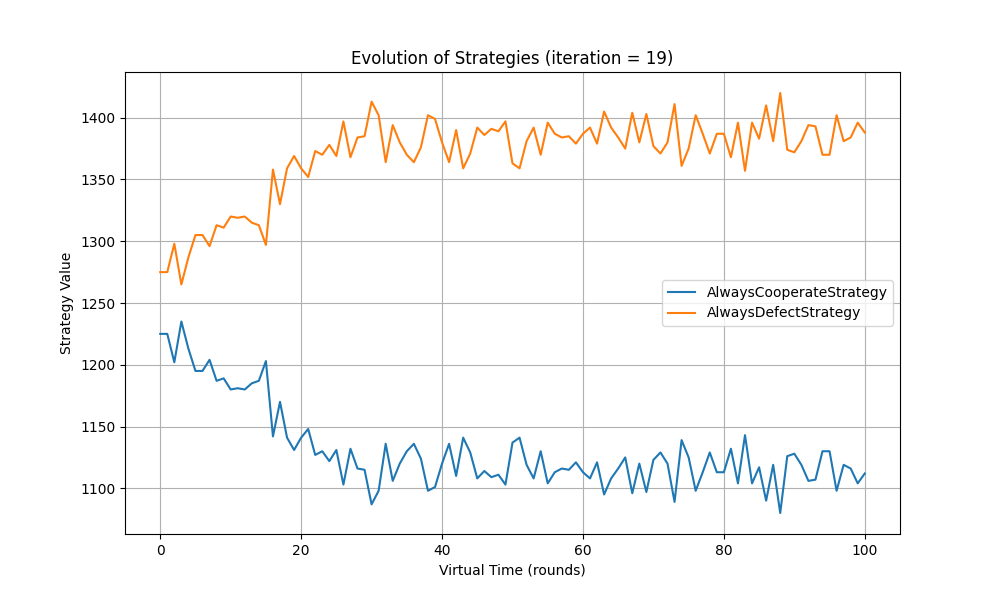 Evolution of Strategies (iteration = 19)
Strategy Value
1400
1350
1300
1250
1200
1150
1100
AlwaysCooperateStrategy
AlwaysDefectStrategy
0 20 40 60 80 100
Virtual Time (rounds)